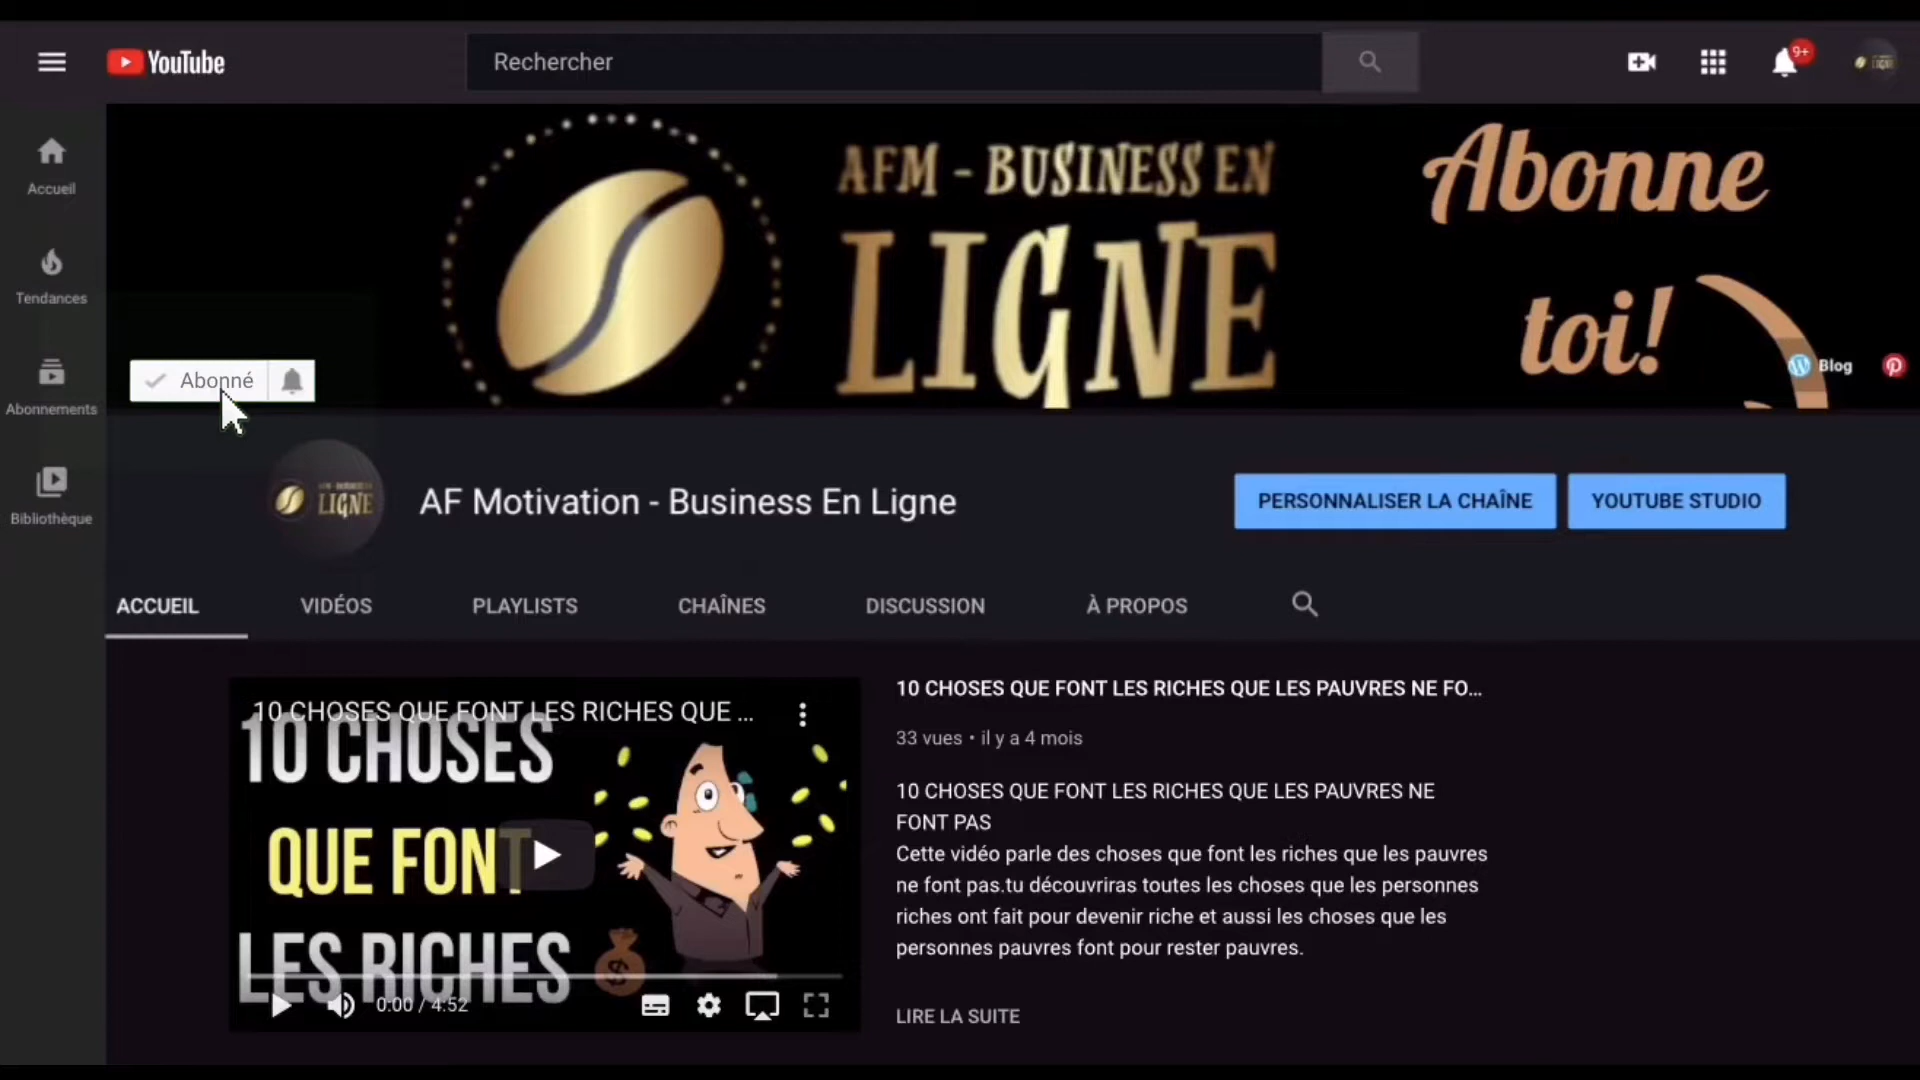 YouTube
Rechercher
9+
Accueil
Tendances
Abonnements
Bibliothèque
AFM - BUSINESS EN
LIGNE
Abonne
toi!
Blog
Abonné
LIGNE
AF Motivation - Business En Ligne
PERSONNALISER LA CHAÎNE
YOUTUBE STUDIO
ACCUEIL
VIDÉOS
PLAYLISTS
CHAÎNES
DISCUSSION
À PROPOS
10 CHOSES QUE FONT LES RICHES QUE ...
10 CHOSES
QUE FONT
LES RICHES
0:00 / 4:52
10 CHOSES QUE FONT LES RICHES QUE LES PAUVRES NE FO...
33 vues • il y a 4 mois
10 CHOSES QUE FONT LES RICHES QUE LES PAUVRES NE
FONT PAS
Cette vidéo parle des choses que font les riches que les pauvres
ne font pas.tu découvriras toutes les choses que les personnes
riches ont fait pour devenir riche et aussi les choses que les
personnes pauvres font pour rester pauvres.
LIRE LA SUITE